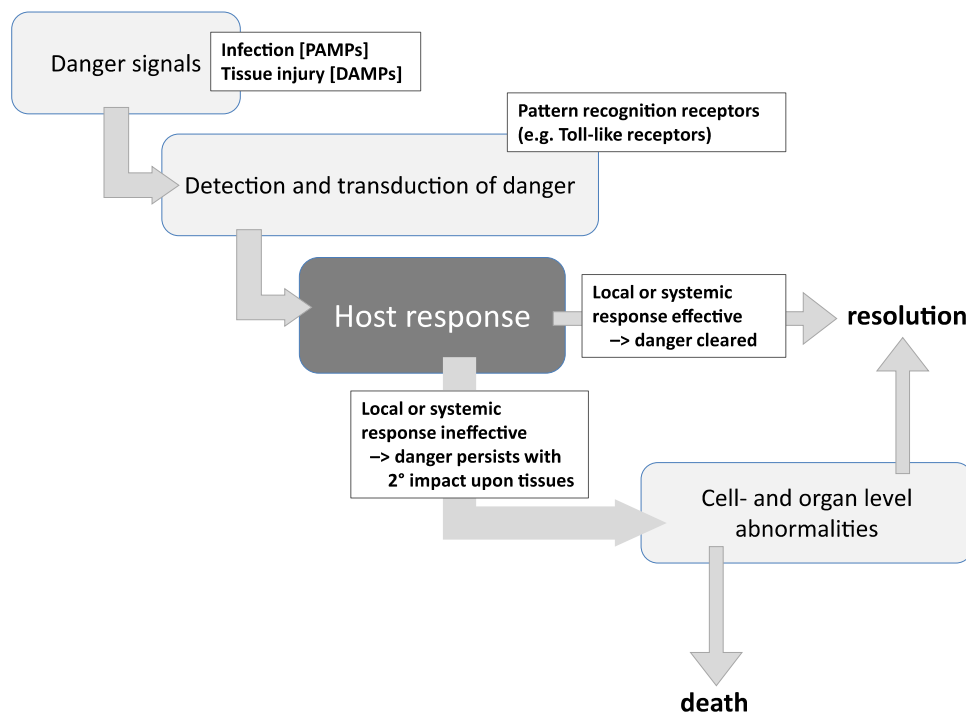 Danger signals
Infection [PAMPs]
Tissue injury [DAMPs]
Pattern recognition receptors
(e.g. Toll-like receptors)
Detection and transduction of danger
Host response
Local or systemic
response effective
–> danger cleared
resolution
Local or systemic
response ineffective
–> danger persists with
2° impact upon tissues
Cell- and organ level
abnormalities
death